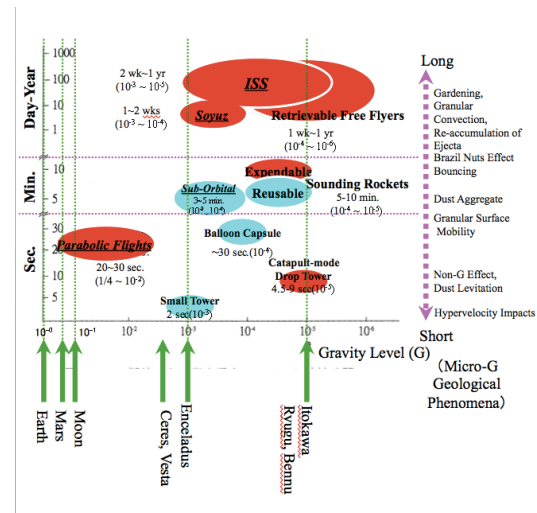 Day-Year
Min.
Sec.
1000
100
10
1
10
5
30
20
10
5
2 wk~1 yr
(10⁻³ ~ 10⁻⁵)
ISS
1~2 wks
(10⁻³ ~ 10⁻⁴)
Soyuz
Retrievable Free Flyers
1 wk~1 yr
(10⁻⁴ ~ 10⁻⁶)
Expendable
Sub-Orbital
3~5 min.
Reusable
Sounding Rockets
5-10 min.
(10⁻⁴ ~ 10⁻⁵)
Parabolic Flights
20~30 sec.
(1/4 ~ 10⁻²)
Balloon Capsule
~30 sec.(10⁻⁴)
Catapult-mode
Drop Tower
4.5-9 sec(10⁻⁵)
Small Tower
2 sec(10⁻³)
10⁻⁰
10⁻¹
10⁻²
10⁻³
10⁻⁴
10⁻⁵
10⁻⁶
Gravity Level (G)
Earth
Mars
Moon
Ceres, Vesta
Enceladus
Itokawa
Ryugu, Bennu
Long
Gardening,
Granular
Convection,
Re-accumulation of
Ejecta
Brazil Nuts Effect
Bouncing
Dust Aggregate
Granular Surface
Mobility
Non-G Effect,
Dust Levitation
Hypervelocity Impacts
Short
(Micro-G
Geological
Phenomena)